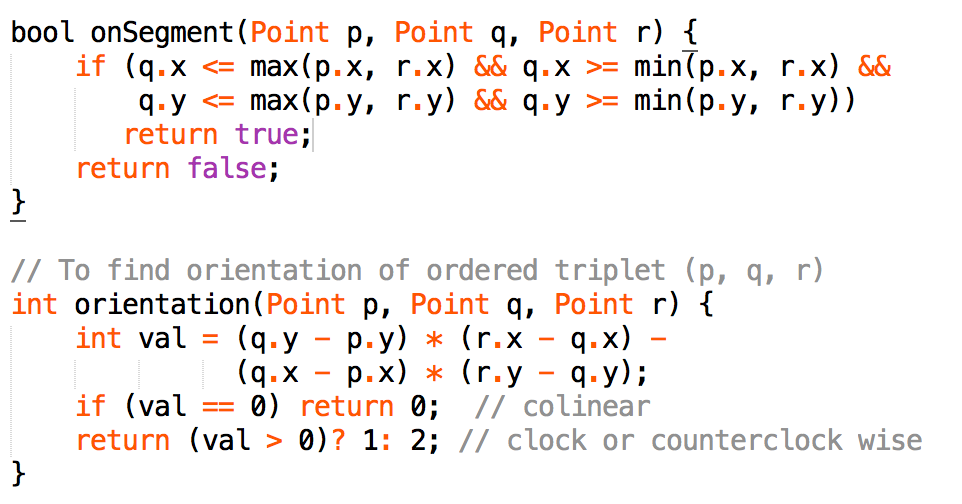 bool onSegment(Point p, Point q, Point r) {
    if (q.x <= max(p.x, r.x) && q.x >= min(p.x, r.x) &&
        q.y <= max(p.y, r.y) && q.y >= min(p.y, r.y))
       return true;
    return false;
}

// To find orientation of ordered triplet (p, q, r)
int orientation(Point p, Point q, Point r) {
    int val = (q.y - p.y) * (r.x - q.x) -
              (q.x - p.x) * (r.y - q.y);
    if (val == 0) return 0;  // colinear
    return (val > 0)? 1: 2; // clock or counterclock wise
}